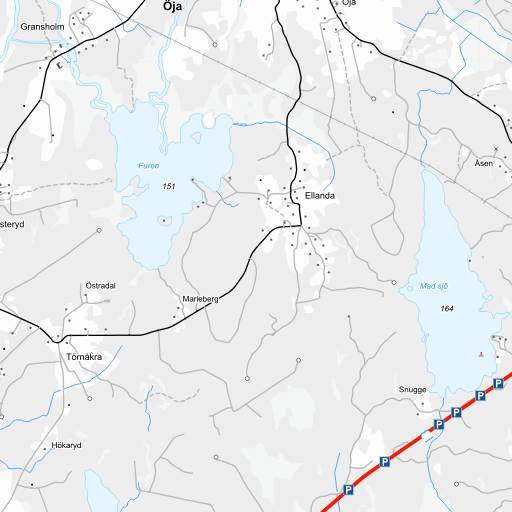 Öja
Öja
Gransholm
Furen
151
Åsen
Ellanda
steryd
Östradal
Marieberg
Mad sjö
164
Törnåkra
Snugge
Hökaryd
P
P
P
P
P
P